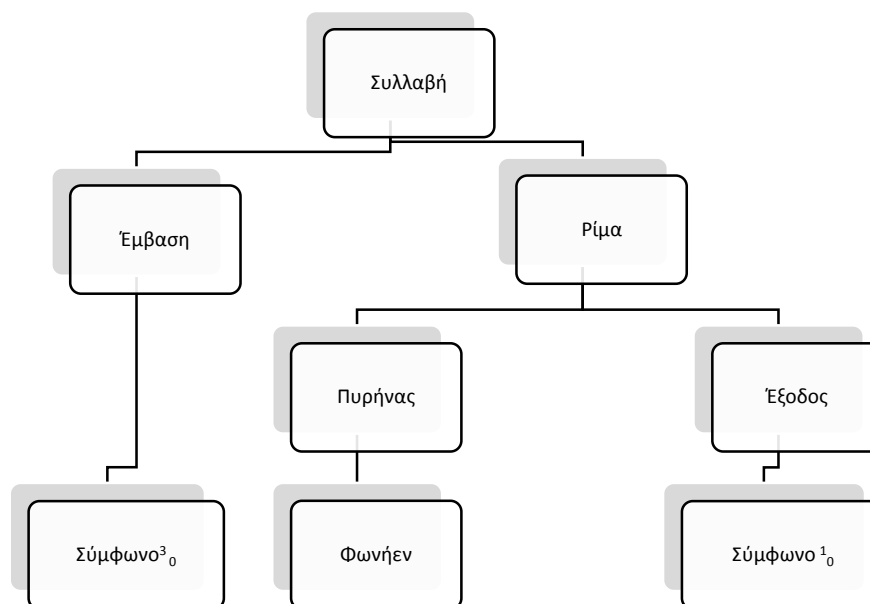 Συλλαβή
Έμβαση
Ρίμα
Πυρήνας
Έξοδος
Σύμφωνο³₀
Φωνήεν
Σύμφωνο ¹₀